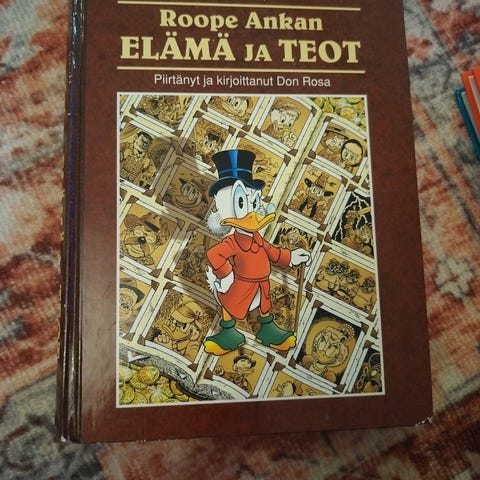 Roope Ankan
ELÄMÄ JA TEOT
Piirtänyt ja kirjoittanut Don Rosa